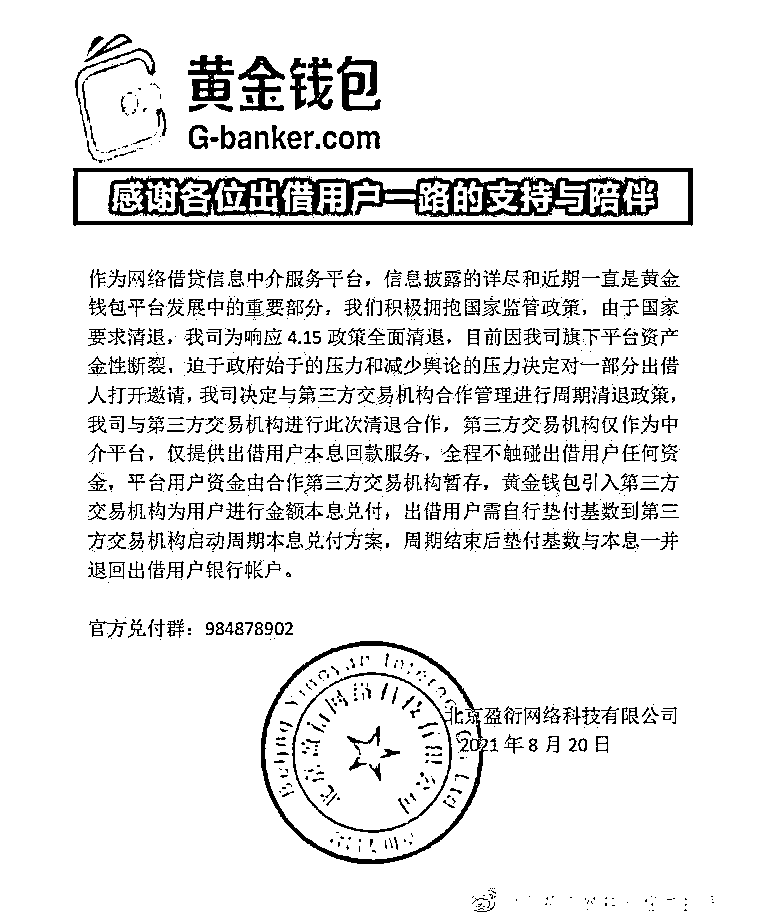 黄金钱包
G-banker.com
感谢各位出借用户一路的支持与陪伴
作为网络借贷信息中介服务平台，信息披露的详尽和近期一直是黄金
钱包平台发展中的重要部分，我们积极拥抱国家监管政策，由于国家
要求清退，我司为响应 4.15 政策全面清退，目前因我司旗下平台资产
金性断裂，迫于政府始于的压力和减少舆论的压力决定对一部分出借
人打开邀请，我司决定与第三方交易机构合作管理进行周期清退政策，
我司与第三方交易机构进行此次清退合作，第三方交易机构仅作为中
介平台，仅提供出借用户本息回款服务，全程不触碰出借用户任何资
金，平台用户资金由合作第三方交易机构暂存，黄金钱包引入第三方
交易机构为用户进行金额本息兑付，出借用户需自行垫付基数到第三
方交易机构启动周期本息兑付方案，周期结束后垫付基数与本息一并
退回出借用户银行帐户。
官方兑付群：984878902
北京盈衍网络科技有限公司
2021 年 8 月 20 日
Beijing Yingyan Internet Co. Ltd
北京盈衍网络科技有限公司